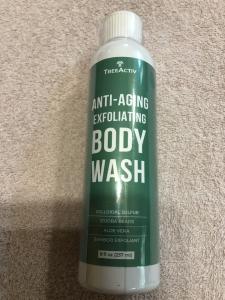 TREEACTIV
ANTI-AGING
EXFOLIATING
BODY
WASH
COLLOIDAL SULFUR
JOJOBA BEADS
ALOE VERA
BAMBOO EXFOLIANT
8 fl oz (237 ml)